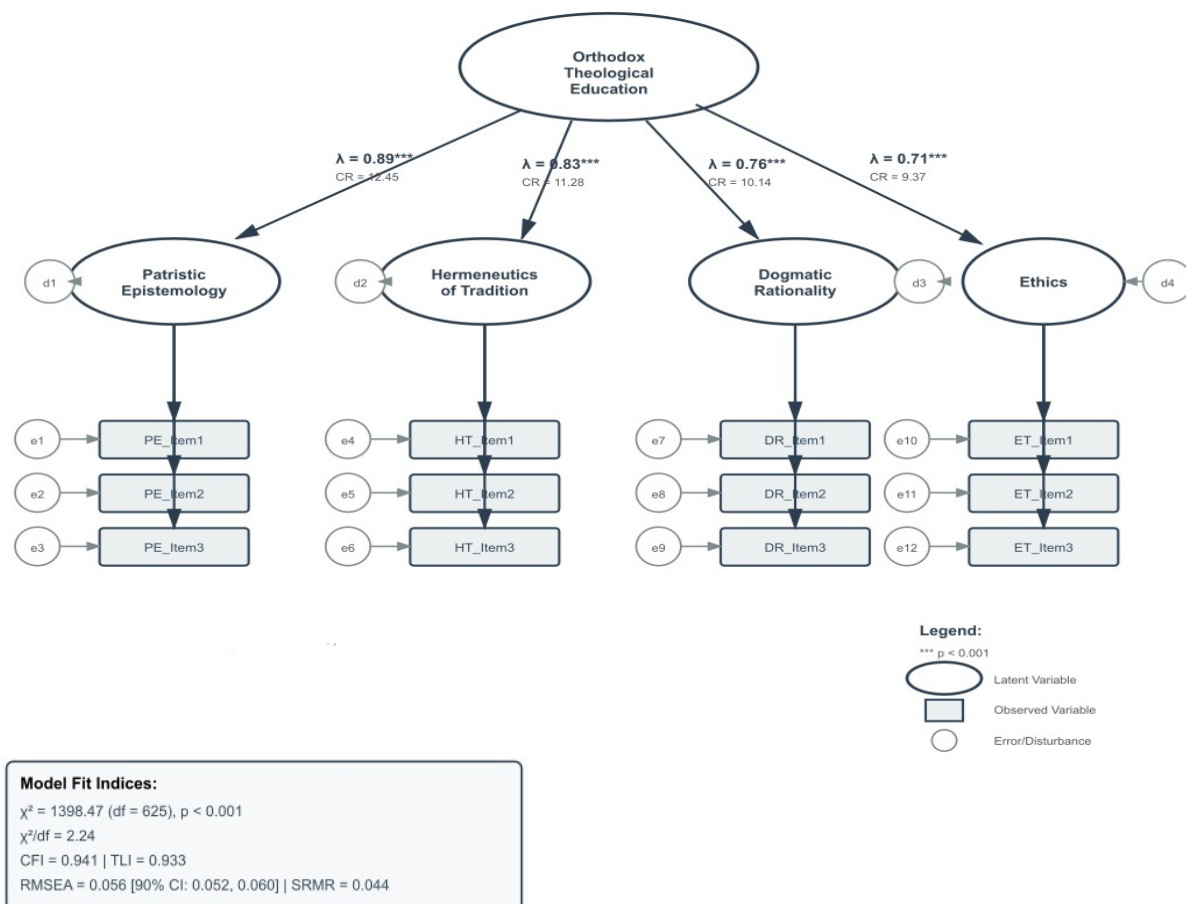 Orthodox
Theological
Education
λ = 0.89***
CR = 12.45
λ = 0.83***
CR = 11.28
λ = 0.76***
CR = 10.14
λ = 0.71***
CR = 9.37
d1
Patristic
Epistemology
d2
Hermeneutics
of Tradition
Dogmatic
Rationality
d3
Ethics
d4
e1
PE_Item1
e4
HT_Item1
e7
DR_Item1
e10
ET_Item1
e2
PE_Item2
e5
HT_Item2
e8
DR_Item2
e11
ET_Item2
e3
PE_Item3
e6
HT_Item3
e9
DR_Item3
e12
ET_Item3
Legend:
*** p < 0.001
Latent Variable
Observed Variable
Error/Disturbance
Model Fit Indices:
χ² = 1398.47 (df = 625), p < 0.001
χ²/df = 2.24
CFI = 0.941 | TLI = 0.933
RMSEA = 0.056 [90% CI: 0.052, 0.060] | SRMR = 0.044